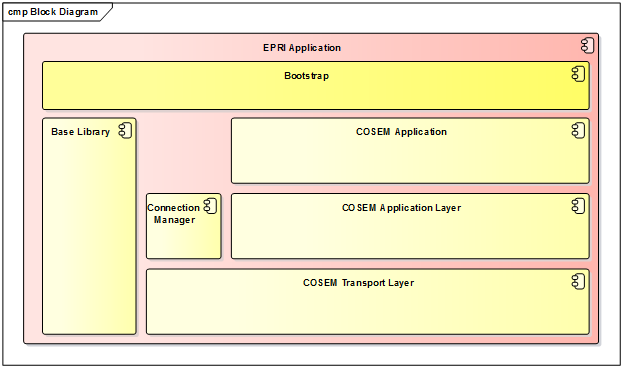 cmp Block Diagram
EPRI Application
Bootstrap
Base Library
COSEM Application
Connection
Manager
COSEM Application Layer
COSEM Transport Layer